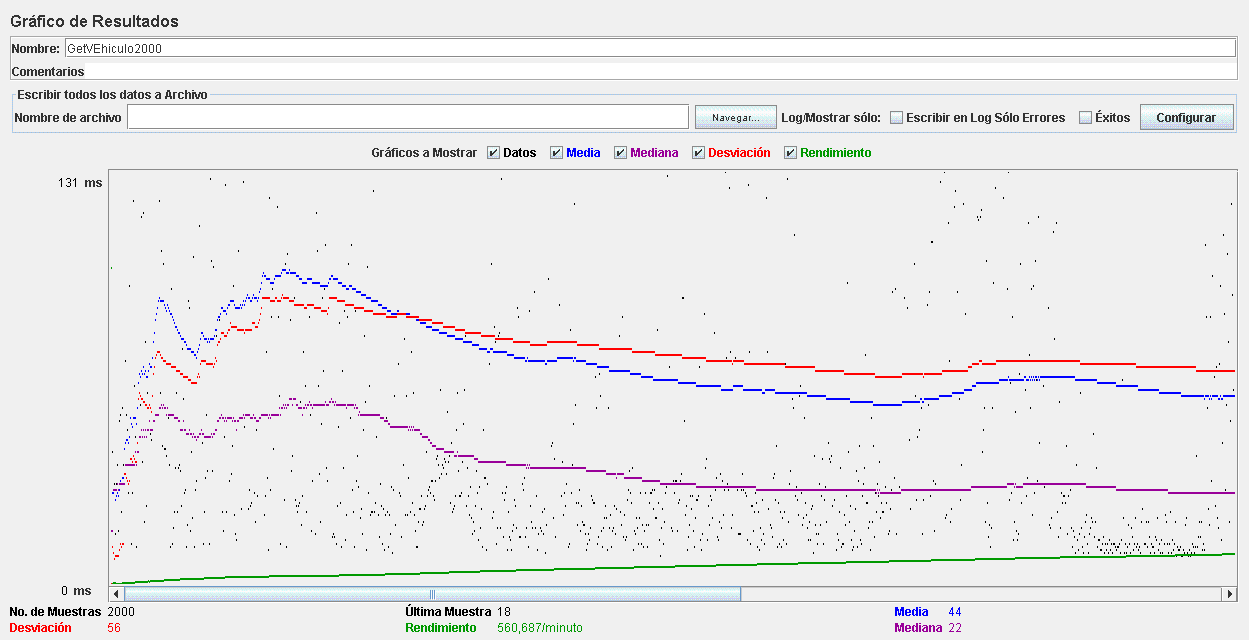 Gráfico de Resultados
Nombre: GetVEhiculo2000
Comentarios
Escribir todos los datos a Archivo
Nombre de archivo Navegar... Log/Mostrar sólo: Escribir en Log Sólo Errores Éxitos Configurar
Gráficos a Mostrar Datos Media Mediana Desviación Rendimiento
131 ms
0 ms
No. de Muestras 2000 Última Muestra 18 Media 44
Desviación 56 Rendimiento 560,687/minuto Mediana 22